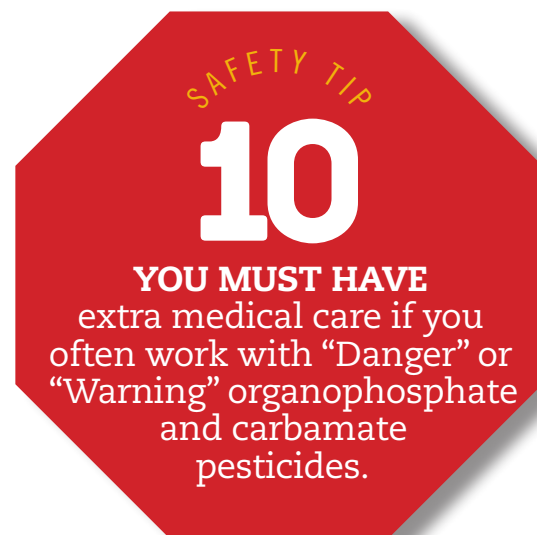 SAFETY TIP
10
YOU MUST HAVE
extra medical care if you
often work with “Danger” or
“Warning” organophosphate
and carbamate
pesticides.